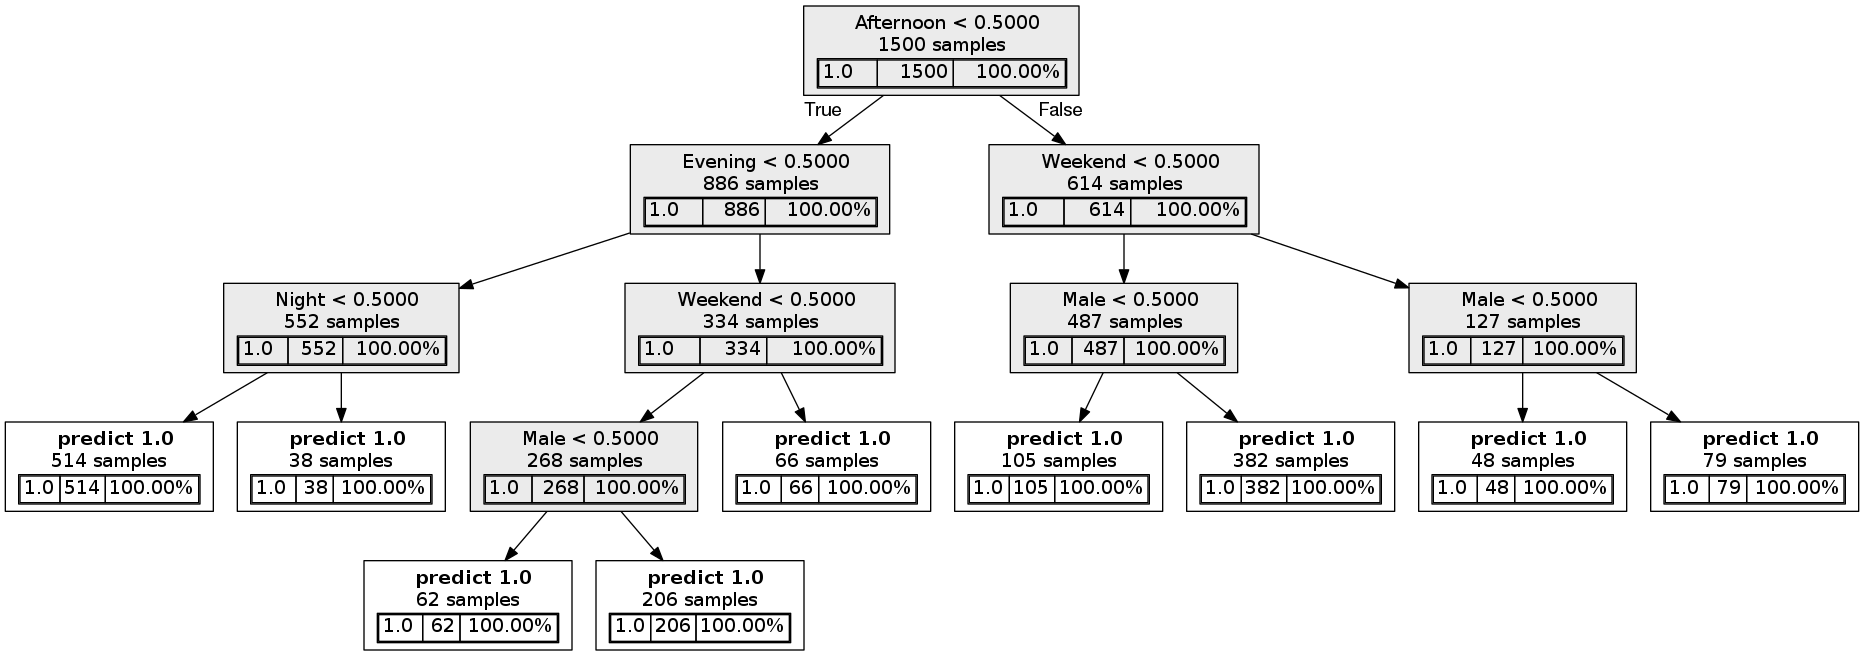 Afternoon < 0.5000
1500 samples
1.0 1500 100.00%
True False
Evening < 0.5000
886 samples
1.0 886 100.00%
Weekend < 0.5000
614 samples
1.0 614 100.00%
Night < 0.5000
552 samples
1.0 552 100.00%
Weekend < 0.5000
334 samples
1.0 334 100.00%
Male < 0.5000
487 samples
1.0 487 100.00%
Male < 0.5000
127 samples
1.0 127 100.00%
predict 1.0
514 samples
1.0 514 100.00%
predict 1.0
38 samples
1.0 38 100.00%
Male < 0.5000
268 samples
1.0 268 100.00%
predict 1.0
66 samples
1.0 66 100.00%
predict 1.0
105 samples
1.0 105 100.00%
predict 1.0
382 samples
1.0 382 100.00%
predict 1.0
48 samples
1.0 48 100.00%
predict 1.0
79 samples
1.0 79 100.00%
predict 1.0
62 samples
1.0 62 100.00%
predict 1.0
206 samples
1.0 206 100.00%